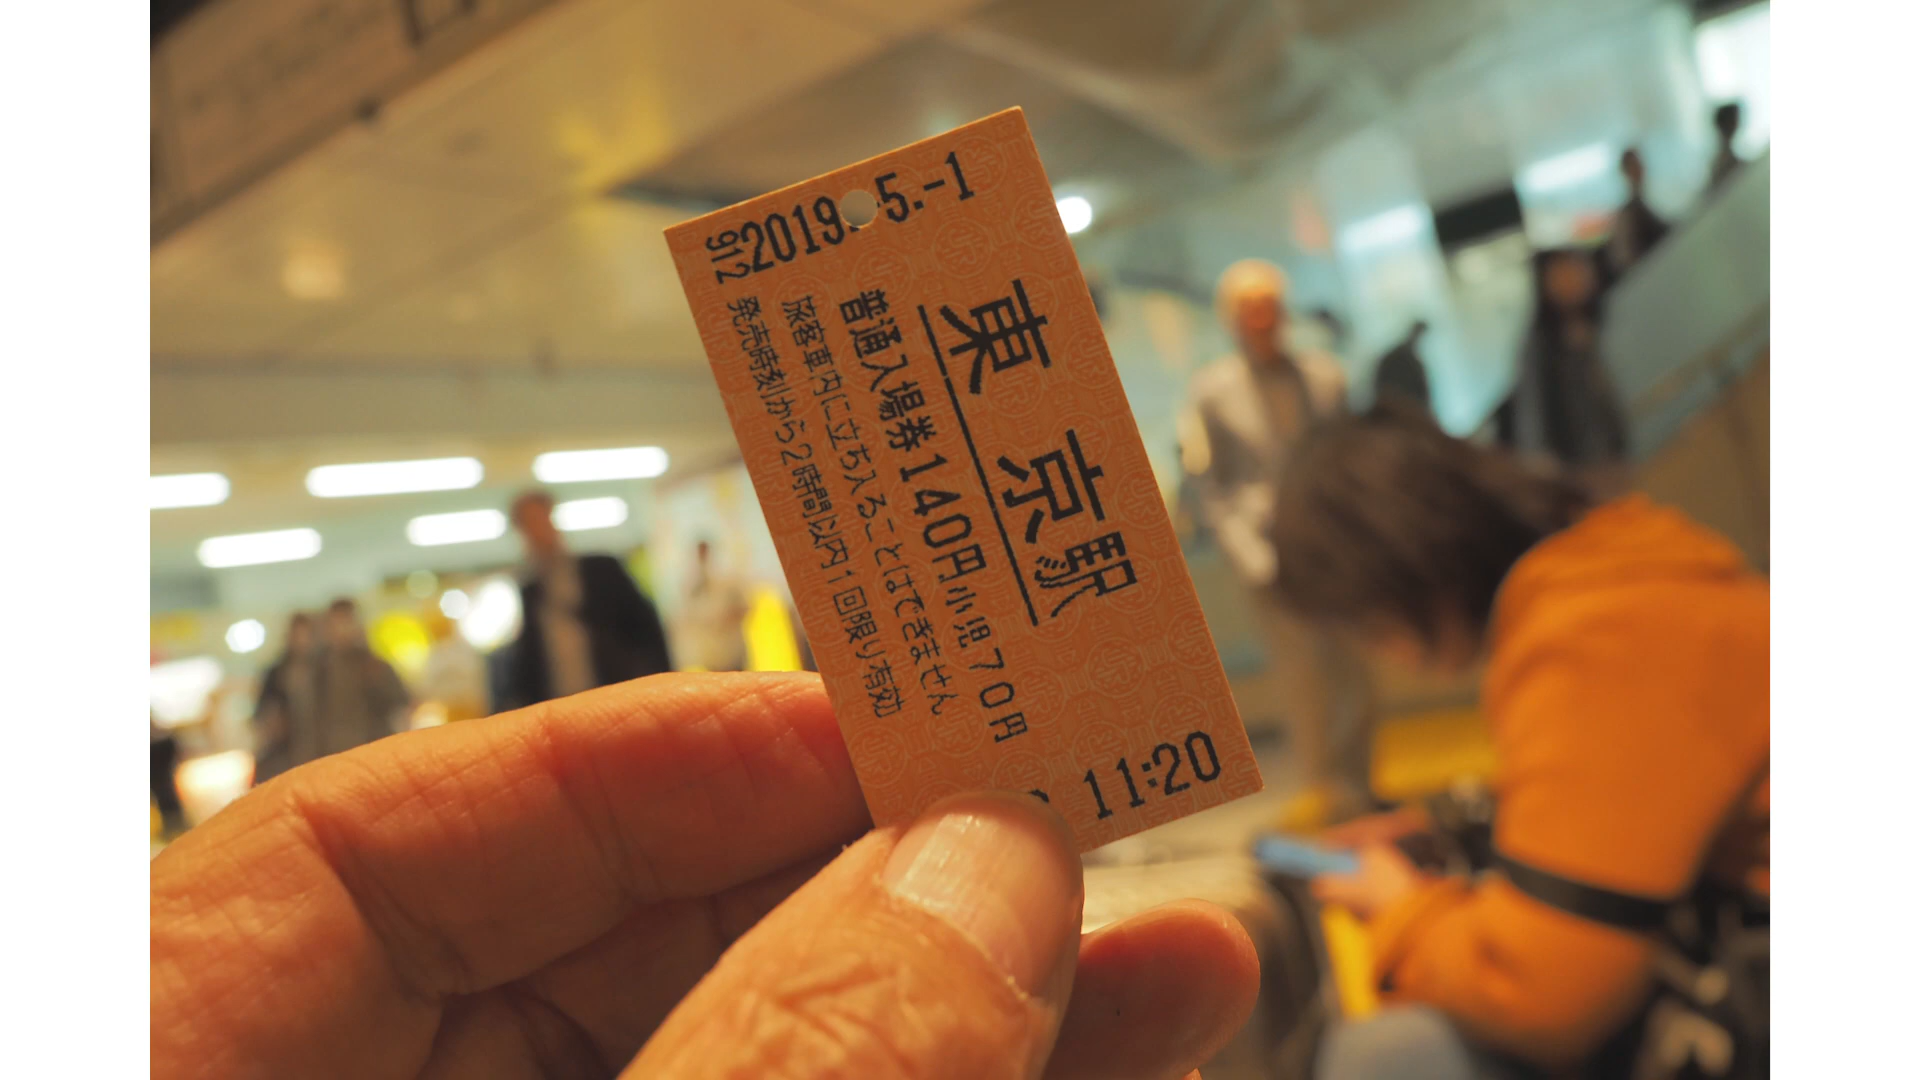 2019.-5.-1
912
東京駅
普通入場券140円小児70円
旅客車内に立ち入ることはできません
発売時刻から2時間以内1回限り有効
11:20